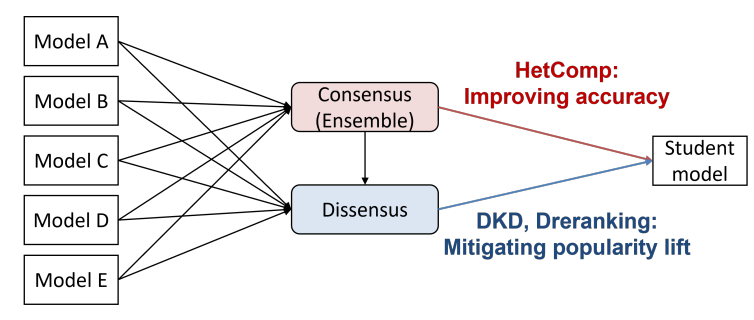 Model A
Model B
Model C
Model D
Model E
Consensus
(Ensemble)
Dissensus
HetComp:
Improving accuracy
DKD, Dreranking:
Mitigating popularity lift
Student
model